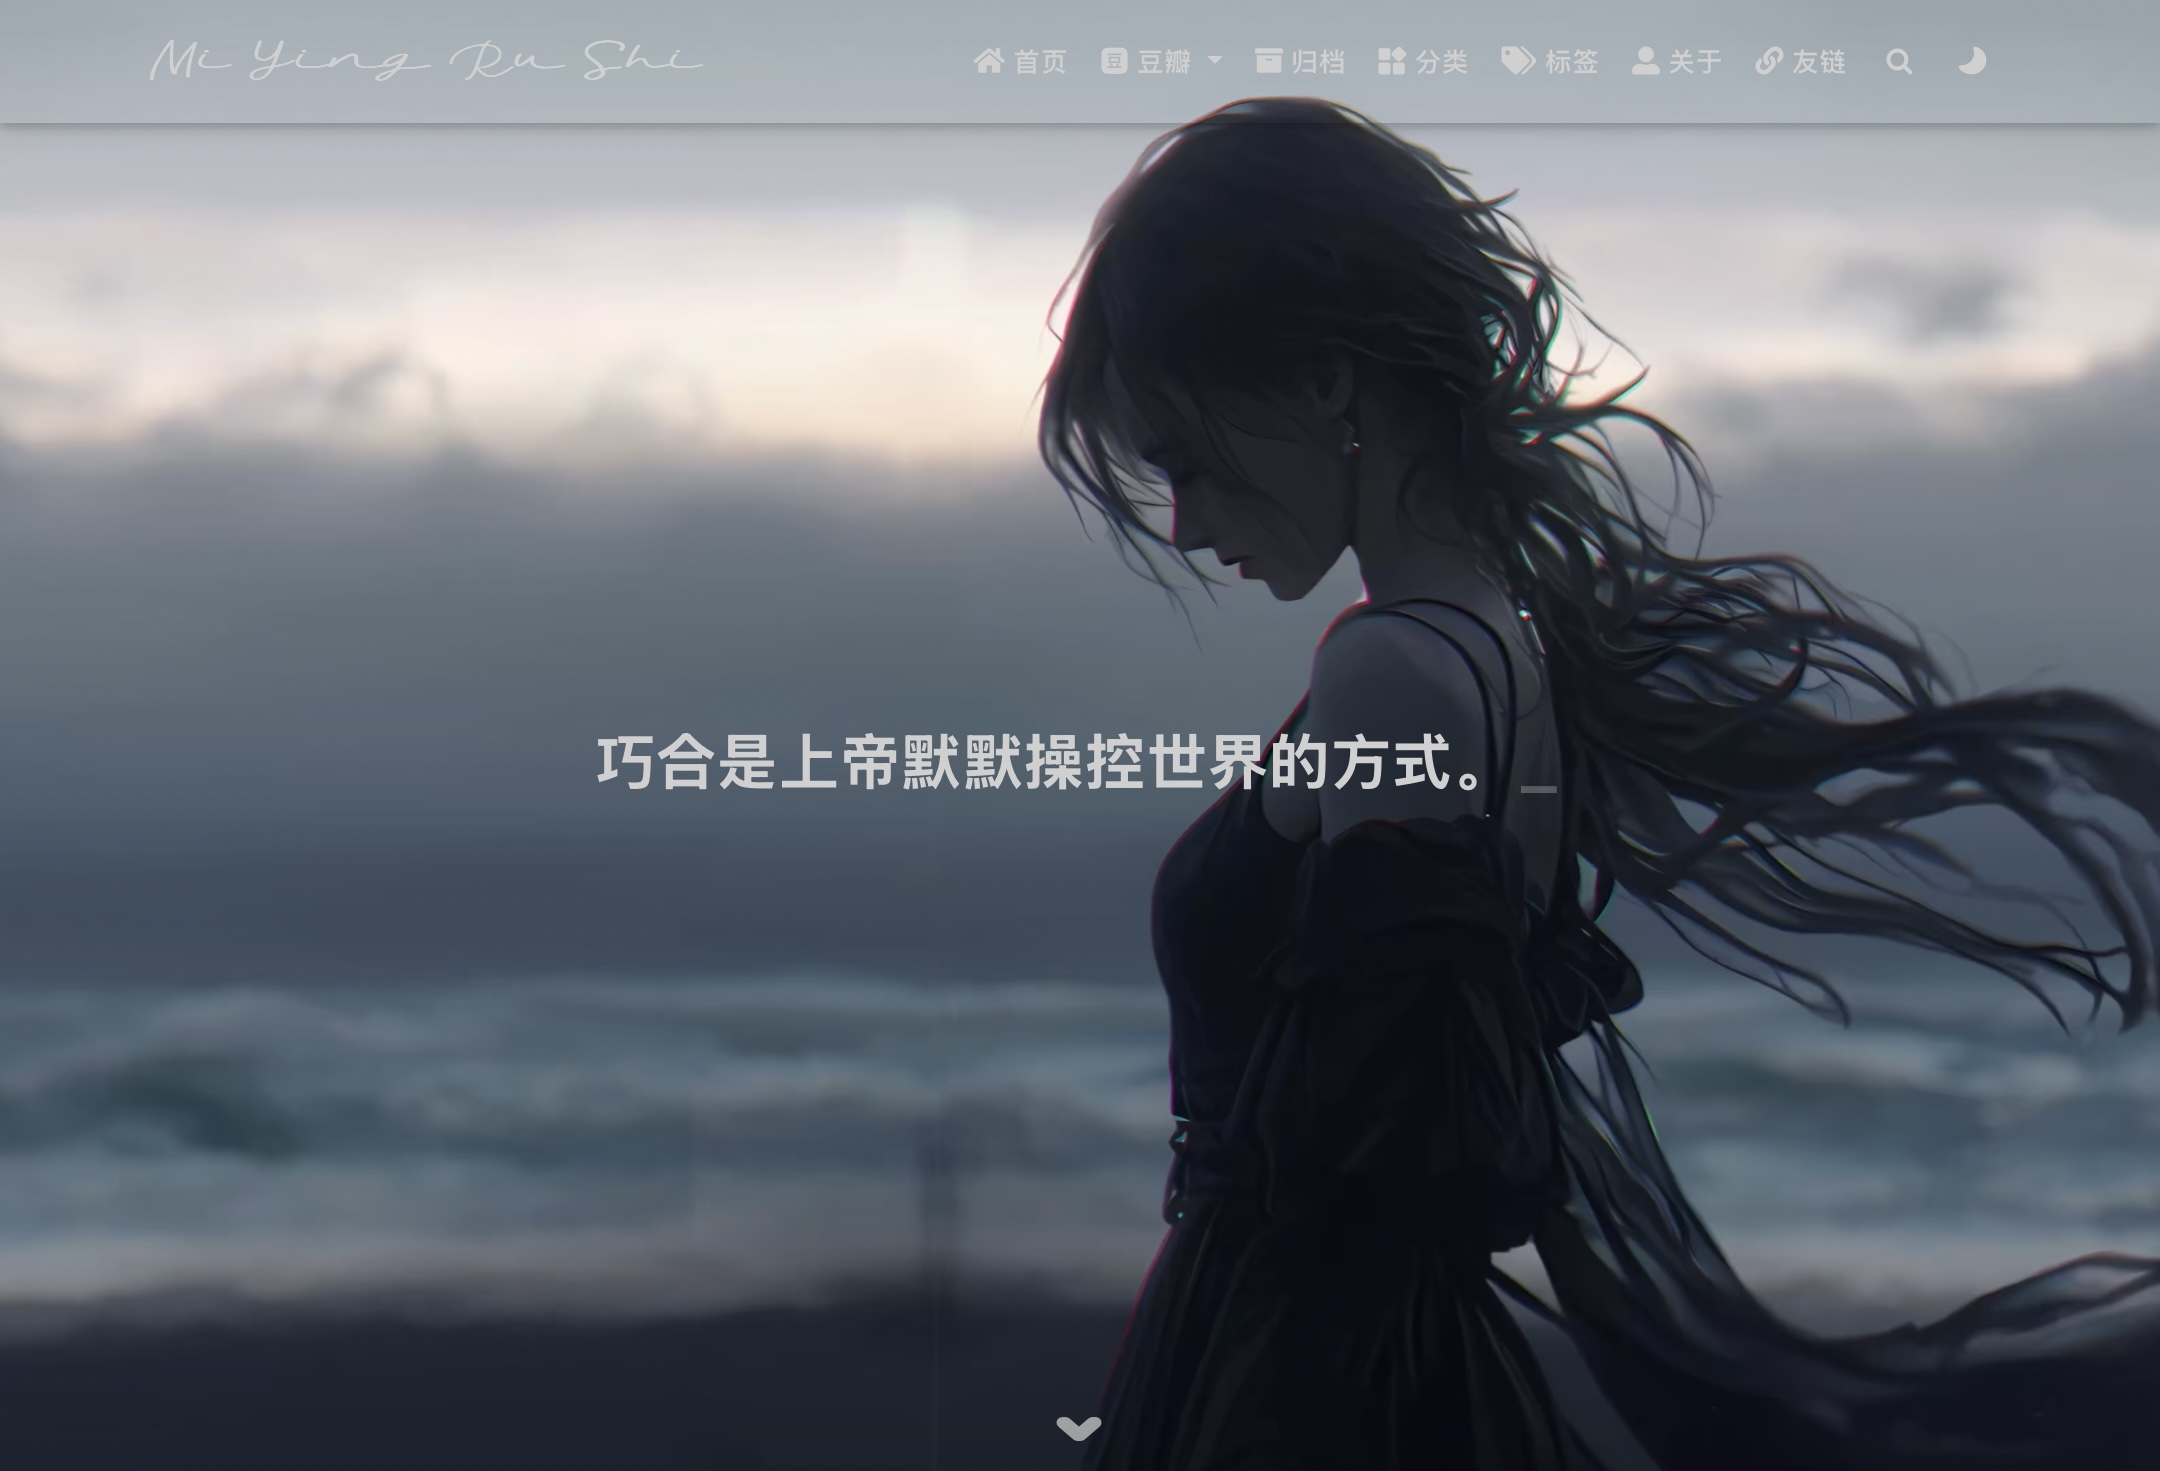 Mi Ying Ru Shi
首页 豆 豆瓣 归档 分类 标签 关于 友链
巧合是上帝默默操控世界的方式。 _